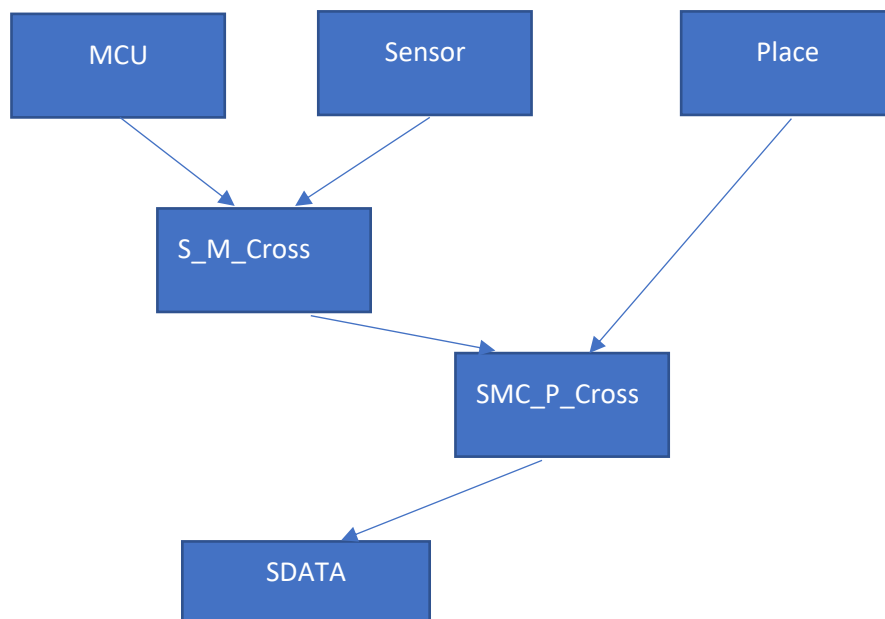 MCU
Sensor
Place
S_M_Cross
SMC_P_Cross
SDATA